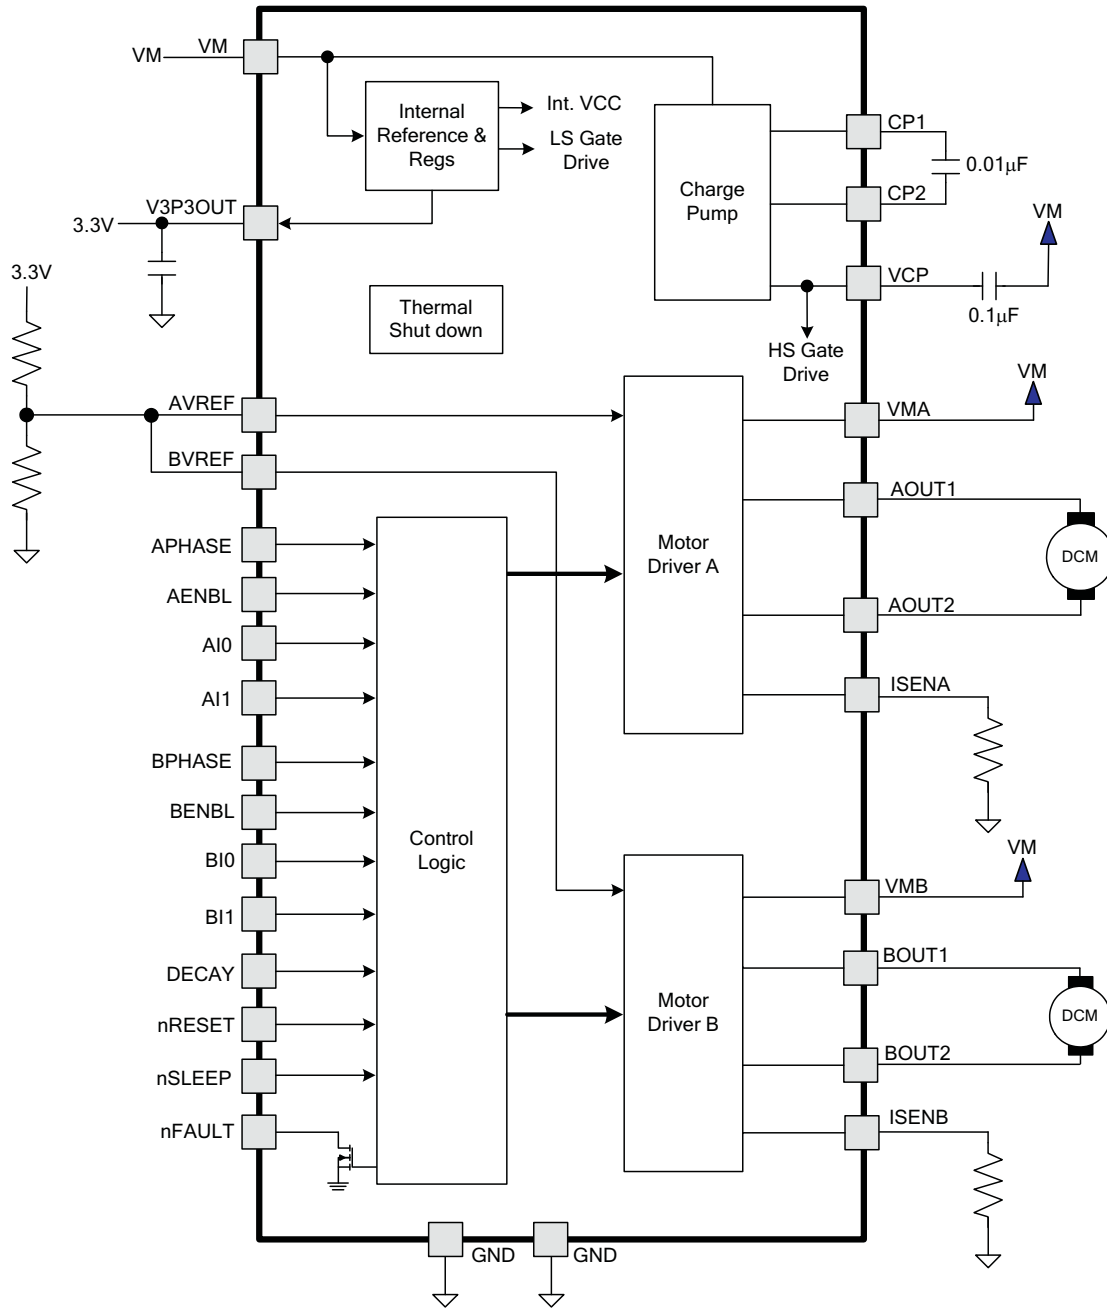 VM
VM
Internal
Reference &
Regs
Int. VCC
LS Gate
Drive
Charge
Pump
CP1
0.01μF
CP2
VM
V3P3OUT
3.3V
3.3V
VCP
0.1μF
Thermal
Shut down
HS Gate
Drive
VM
AVREF
VMA
BVREF
AOUT1
APHASE
Motor
Driver A
DCM
AENBL
AOUT2
AI0
AI1
ISENA
BPHASE
BENBL
Control
Logic
VM
BI0
VMB
BI1
BOUT1
DECAY
Motor
Driver B
DCM
nRESET
BOUT2
nSLEEP
ISENB
nFAULT
GND
GND